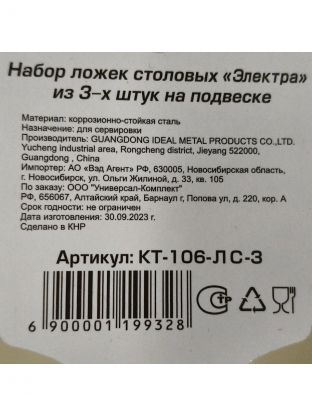 Набор ложек столовых «Электра»
из 3-х штук на подвеске
Материал: коррозионно-стойкая сталь
Назначение: для сервировки
Производитель: GUANGDONG IDEAL METAL PRODUCTS CO.,LTD.
Yucheng industrial area, Rongcheng district, Jieyang 522000,
Guangdong , China
Импортер: АО «Вэд Агент» РФ, 630005, Новосибирская область,
г. Новосибирск, ул. Ольги Жилиной, д. 33, кв. 105
По заказу: ООО "Универсал-Комплект"
РФ, 656067, Алтайский край, Барнаул г, Попова ул, д. 220, кор. А
Срок годности: не ограничен
Дата изготовления: 30.09.2023 г.
Сделано в КНР
Артикул: КТ-106-ЛС-3
6 900001 199328